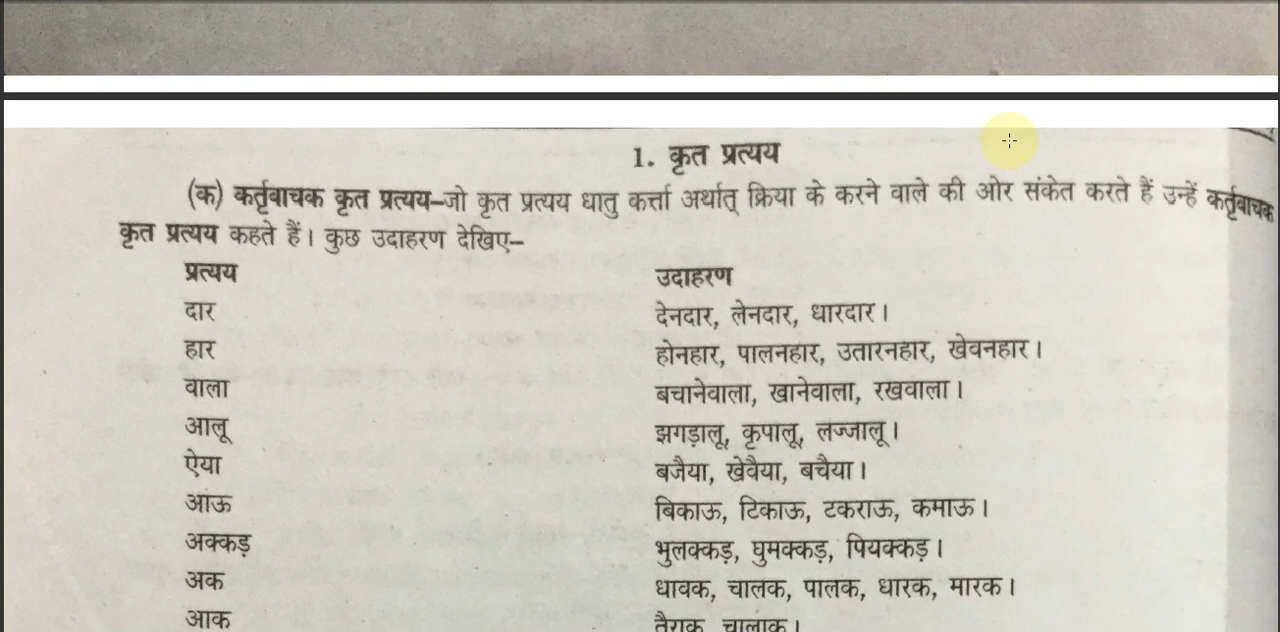 1. कृत प्रत्यय
(क) कर्तृवाचक कृत प्रत्यय–जो कृत प्रत्यय धातु कर्त्ता अर्थात् क्रिया के करने वाले की ओर संकेत करते हैं उन्हें कर्तृवाचक
कृत प्रत्यय कहते हैं। कुछ उदाहरण देखिए–
प्रत्यय उदाहरण
दार देनदार, लेनदार, धारदार।
हार होनहार, पालनहार, उतारनहार, खेवनहार।
वाला बचानेवाला, खानेवाला, रखवाला।
आलू झगड़ालू, कृपालू, लज्जालू।
ऐया बजैया, खेवैया, बचैया।
आऊ बिकाऊ, टिकाऊ, टकराऊ, कमाऊ।
अक्कड़ भुलक्कड़, घुमक्कड़, पियक्कड़।
अक धावक, चालक, पालक, धारक, मारक।
आक तैराक, चालाक।